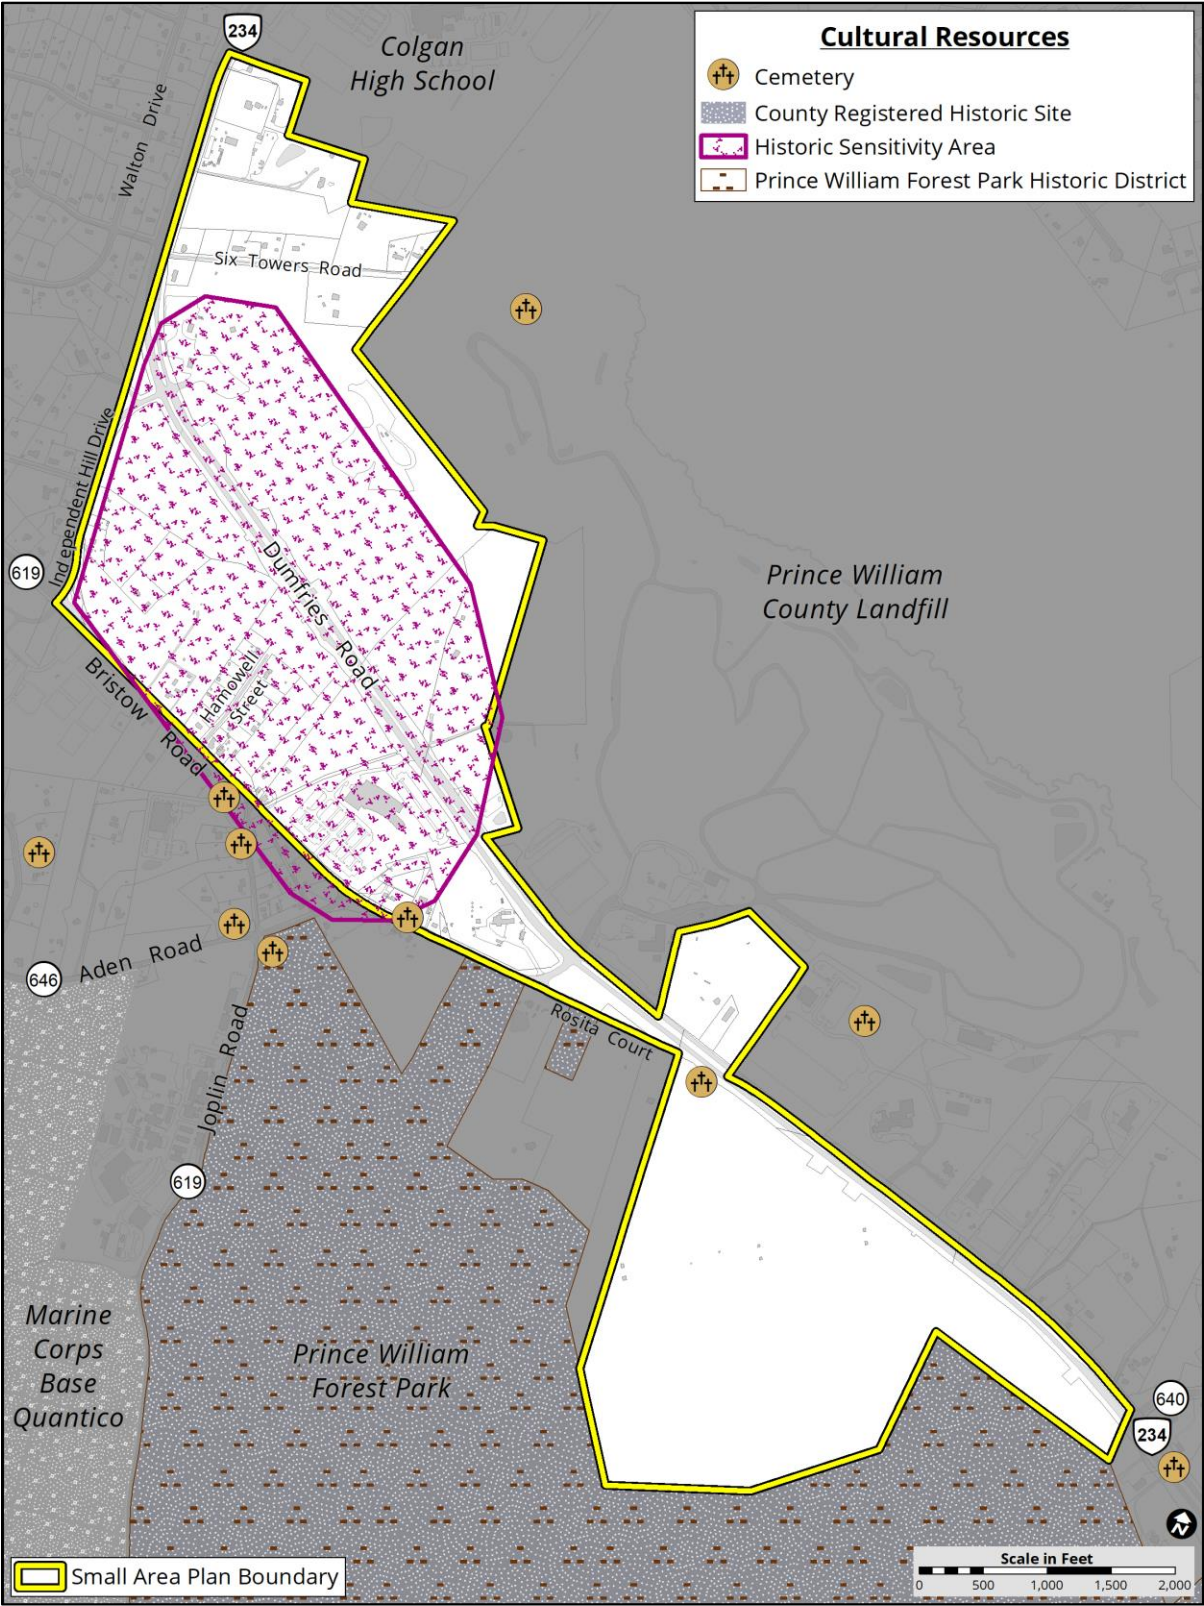 234
Colgan
High School
Cultural Resources
Cemetery
County Registered Historic Site
Historic Sensitivity Area
Prince William Forest Park Historic District
Walton Drive
Six Towers Road
Independent Hill Drive
619
Dumfries Road
Prince William
County Landfill
Hamowell
Street
Bristow Road
Aden Road
646
Rosita Court
Joplin Road
619
Marine
Corps
Base
Quantico
Prince William
Forest Park
640
234
N
Small Area Plan Boundary
Scale in Feet
0 500 1,000 1,500 2,000